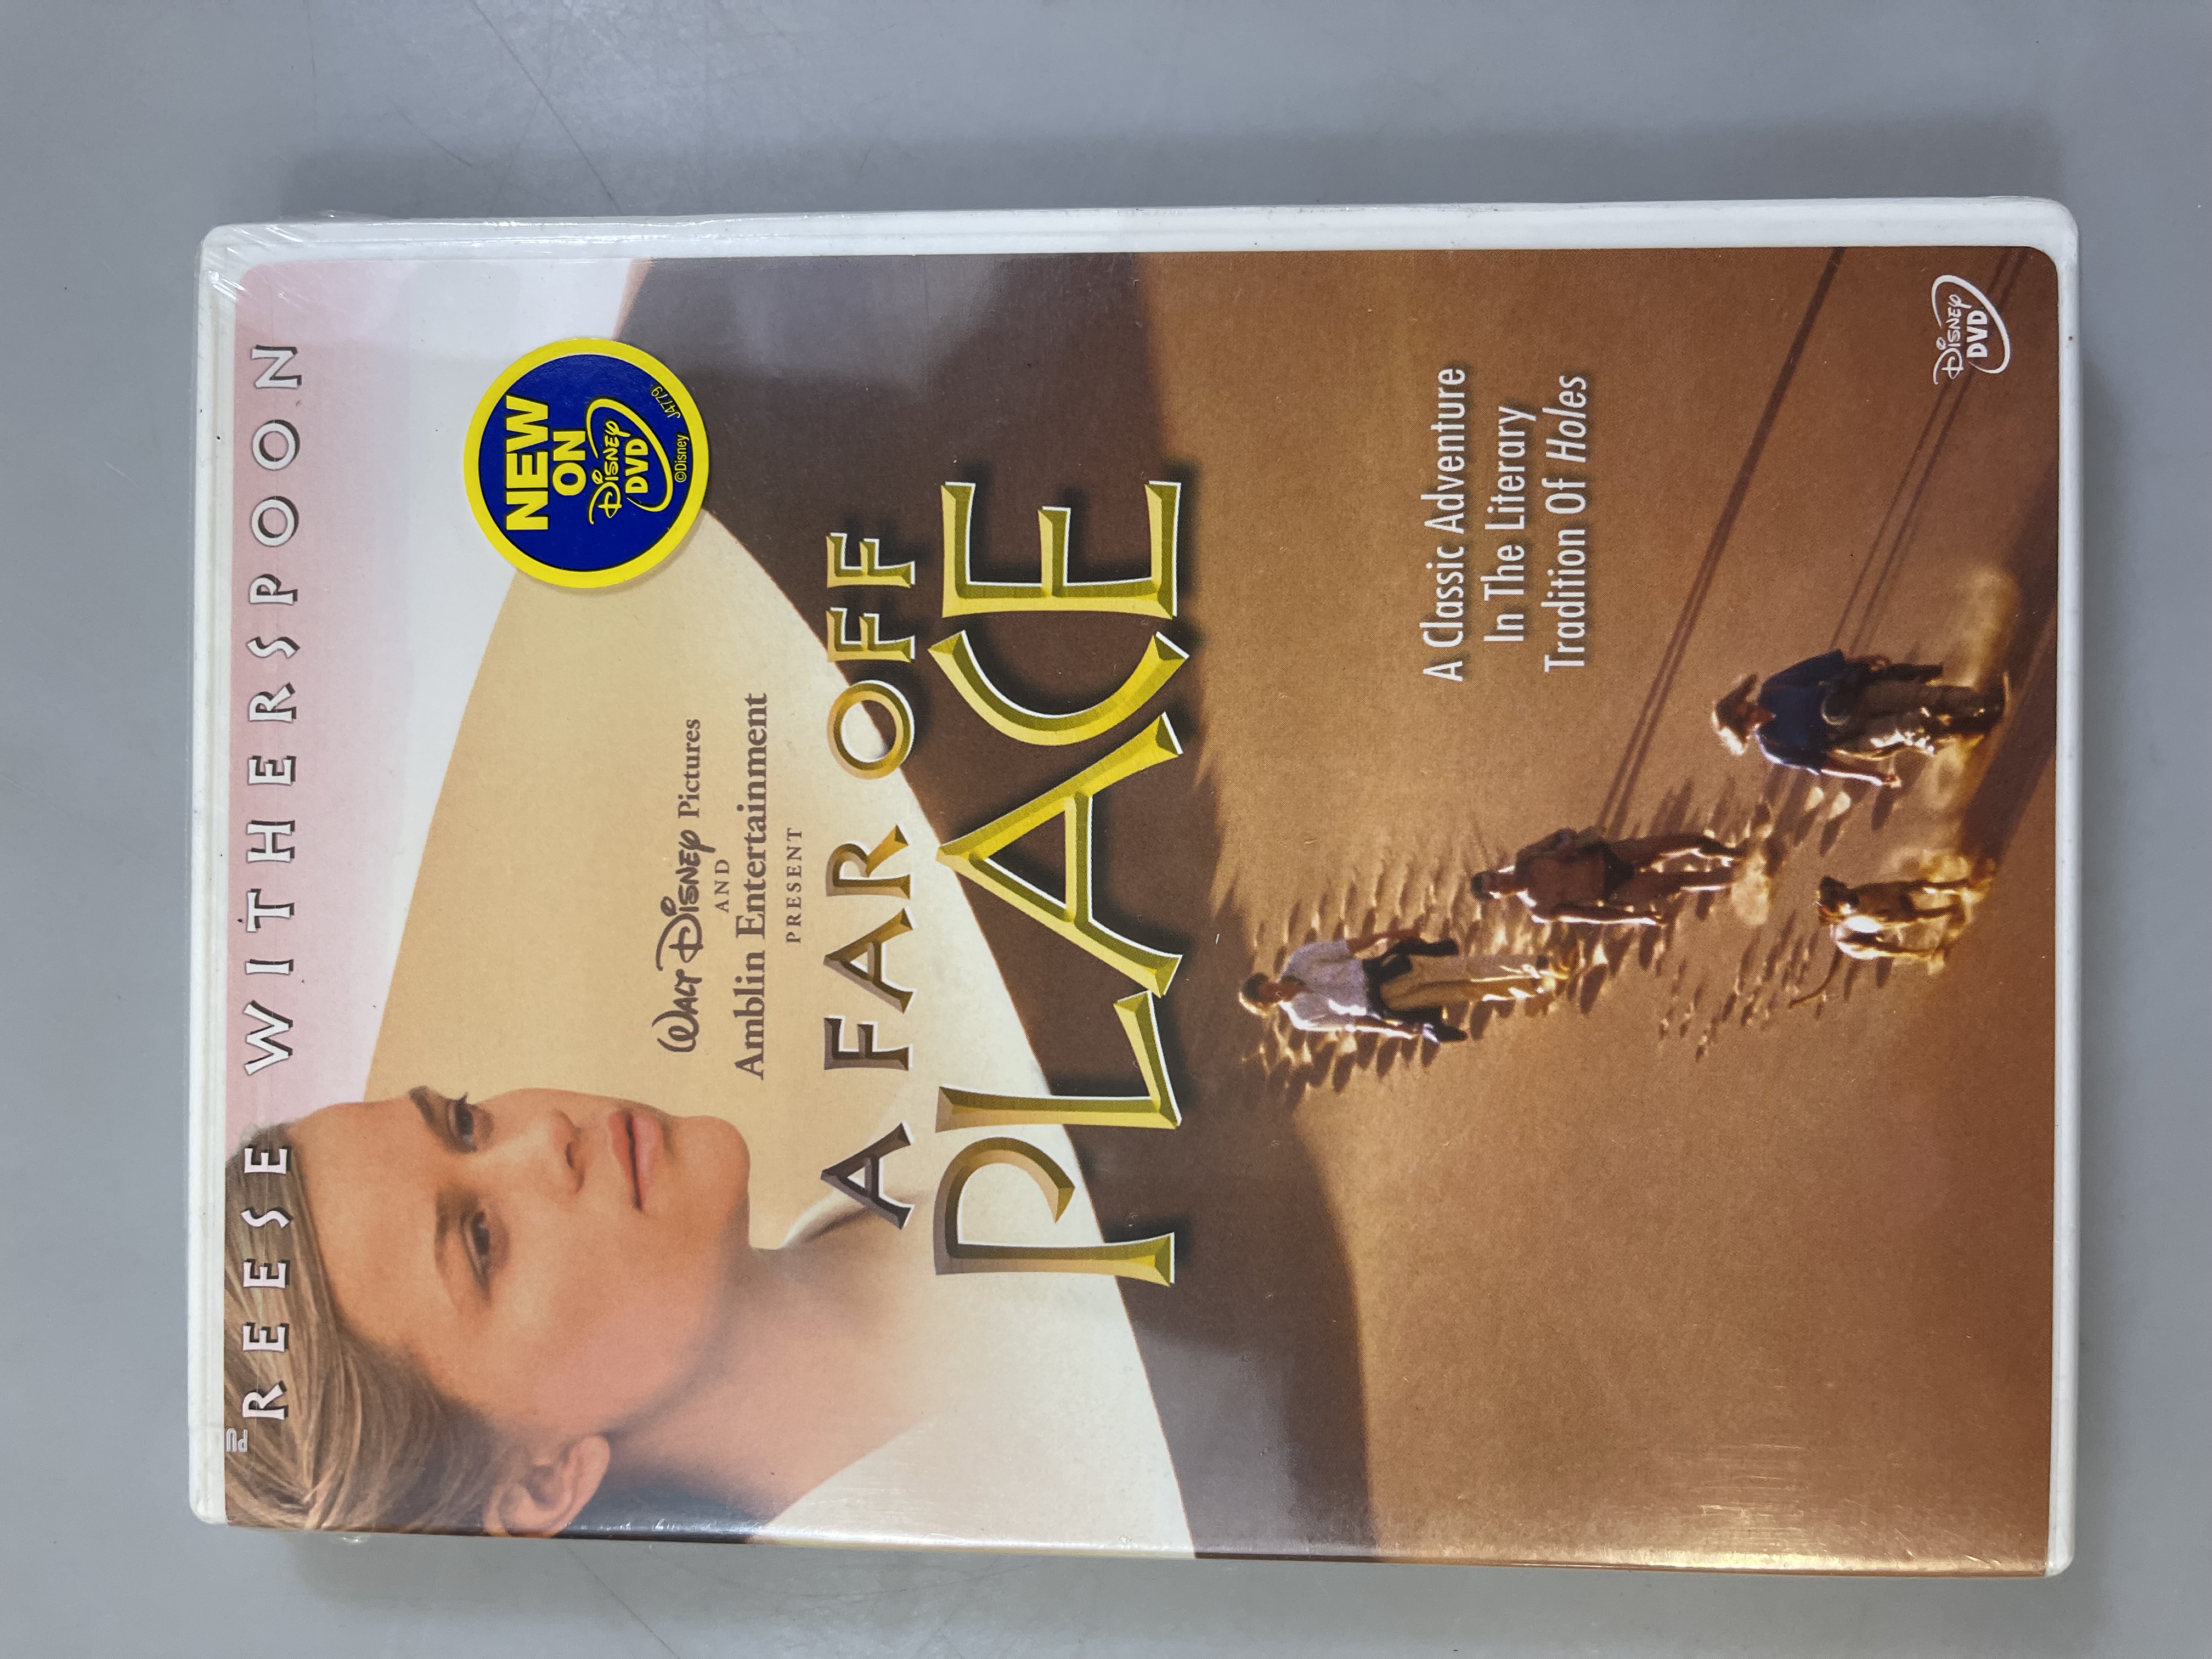 REESE WITHERSPOON
NEW
ON
DISNEY
DVD
©Disney J4779
WALT DISNEY Pictures
AND
Amblin Entertainment
PRESENT
A FAR OFF
PLACE
A Classic Adventure
In The Literary
Tradition Of Holes
DISNEY
DVD